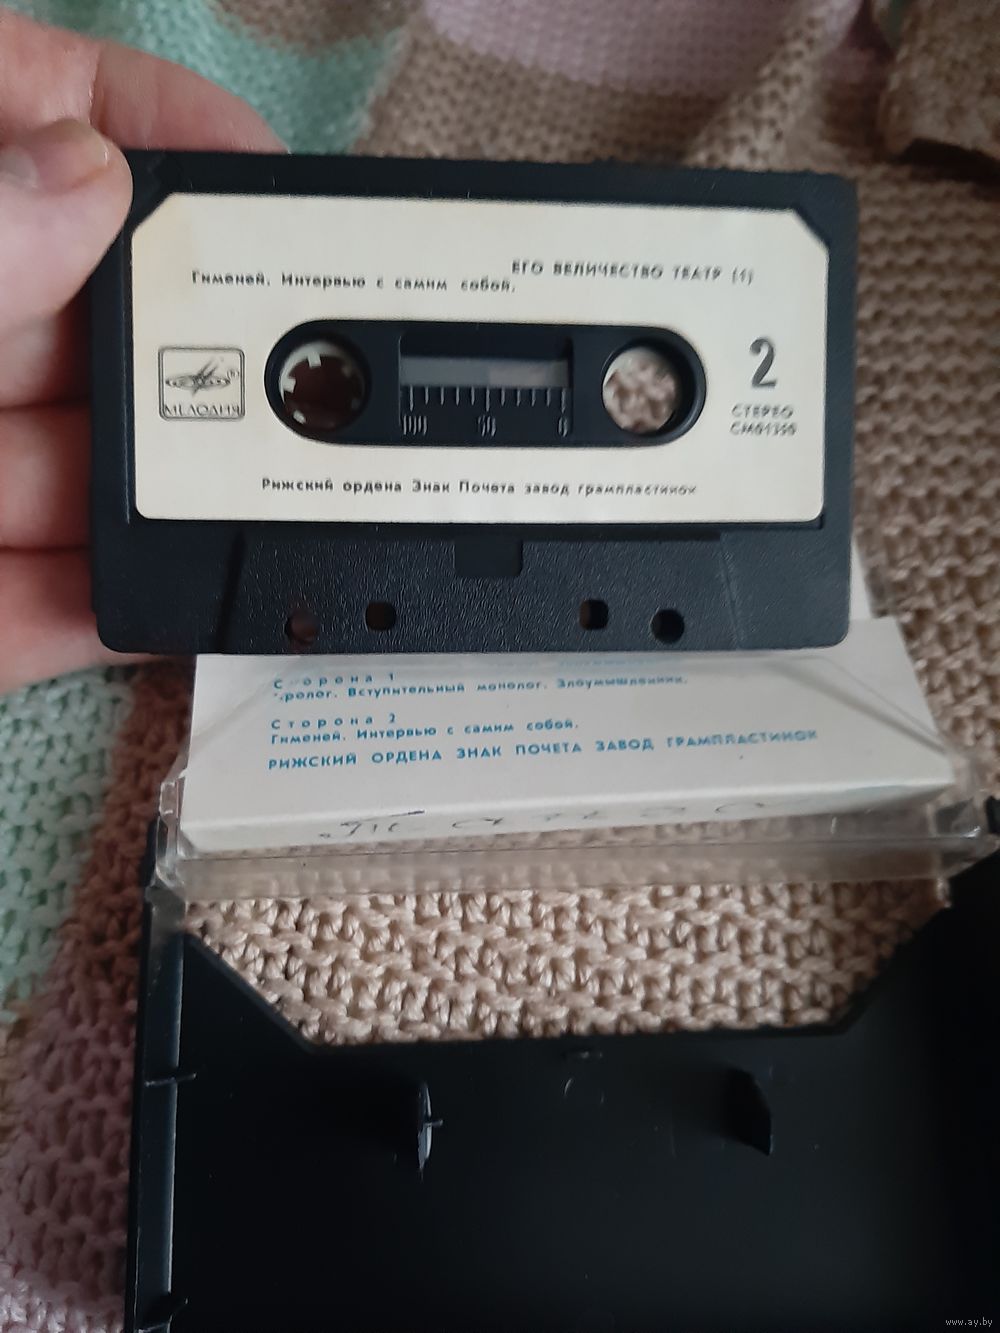 ЕГО ВЕЛИЧЕСТВО ТЕАТР (1)
Гименей. Интервью с самим собой.
МЕЛОДИЯ
2
СТЕРЕО
100 50 0
Рижский ордена Знак Почета завод грампластинок
Сторона 1
Вступительный монолог. Злоумышленник.
Сторона 2
Гименей. Интервью с самим собой.
РИЖСКИЙ ОРДЕНА ЗНАК ПОЧЕТА ЗАВОД ГРАМПЛАСТИНОК
www.ay.by